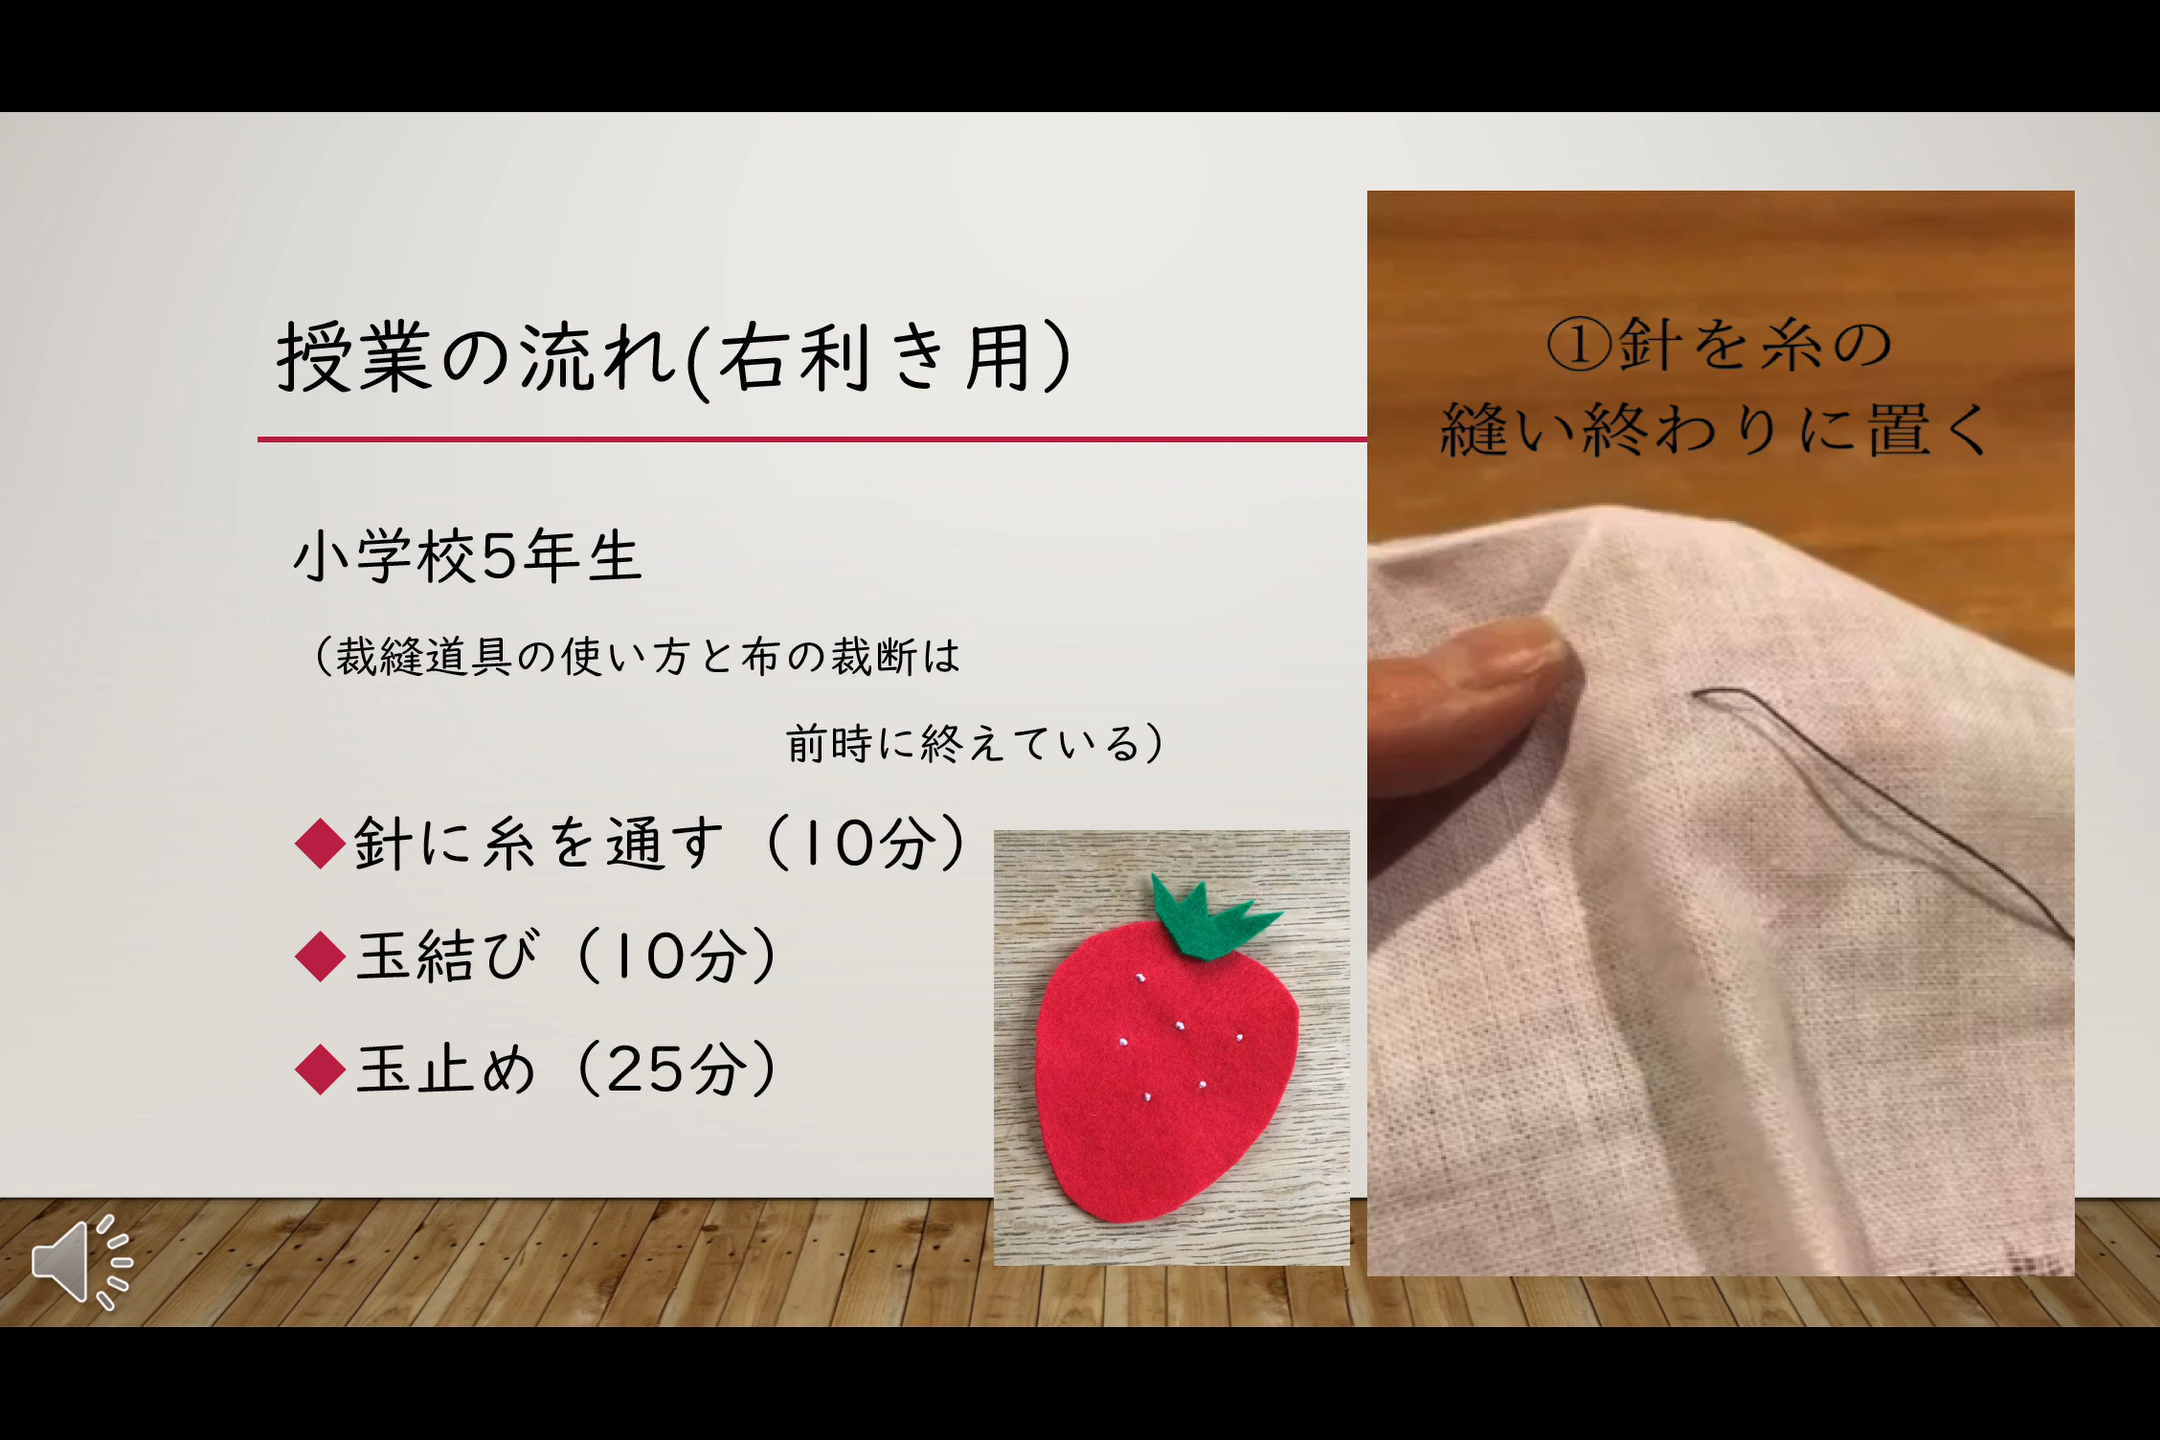 授業の流れ(右利き用)
小学校5年生
（裁縫道具の使い方と布の裁断は
前時に終えている）
◆針に糸を通す（10分）
◆玉結び（10分）
◆玉止め（25分）
①針を糸の
縫い終わりに置く